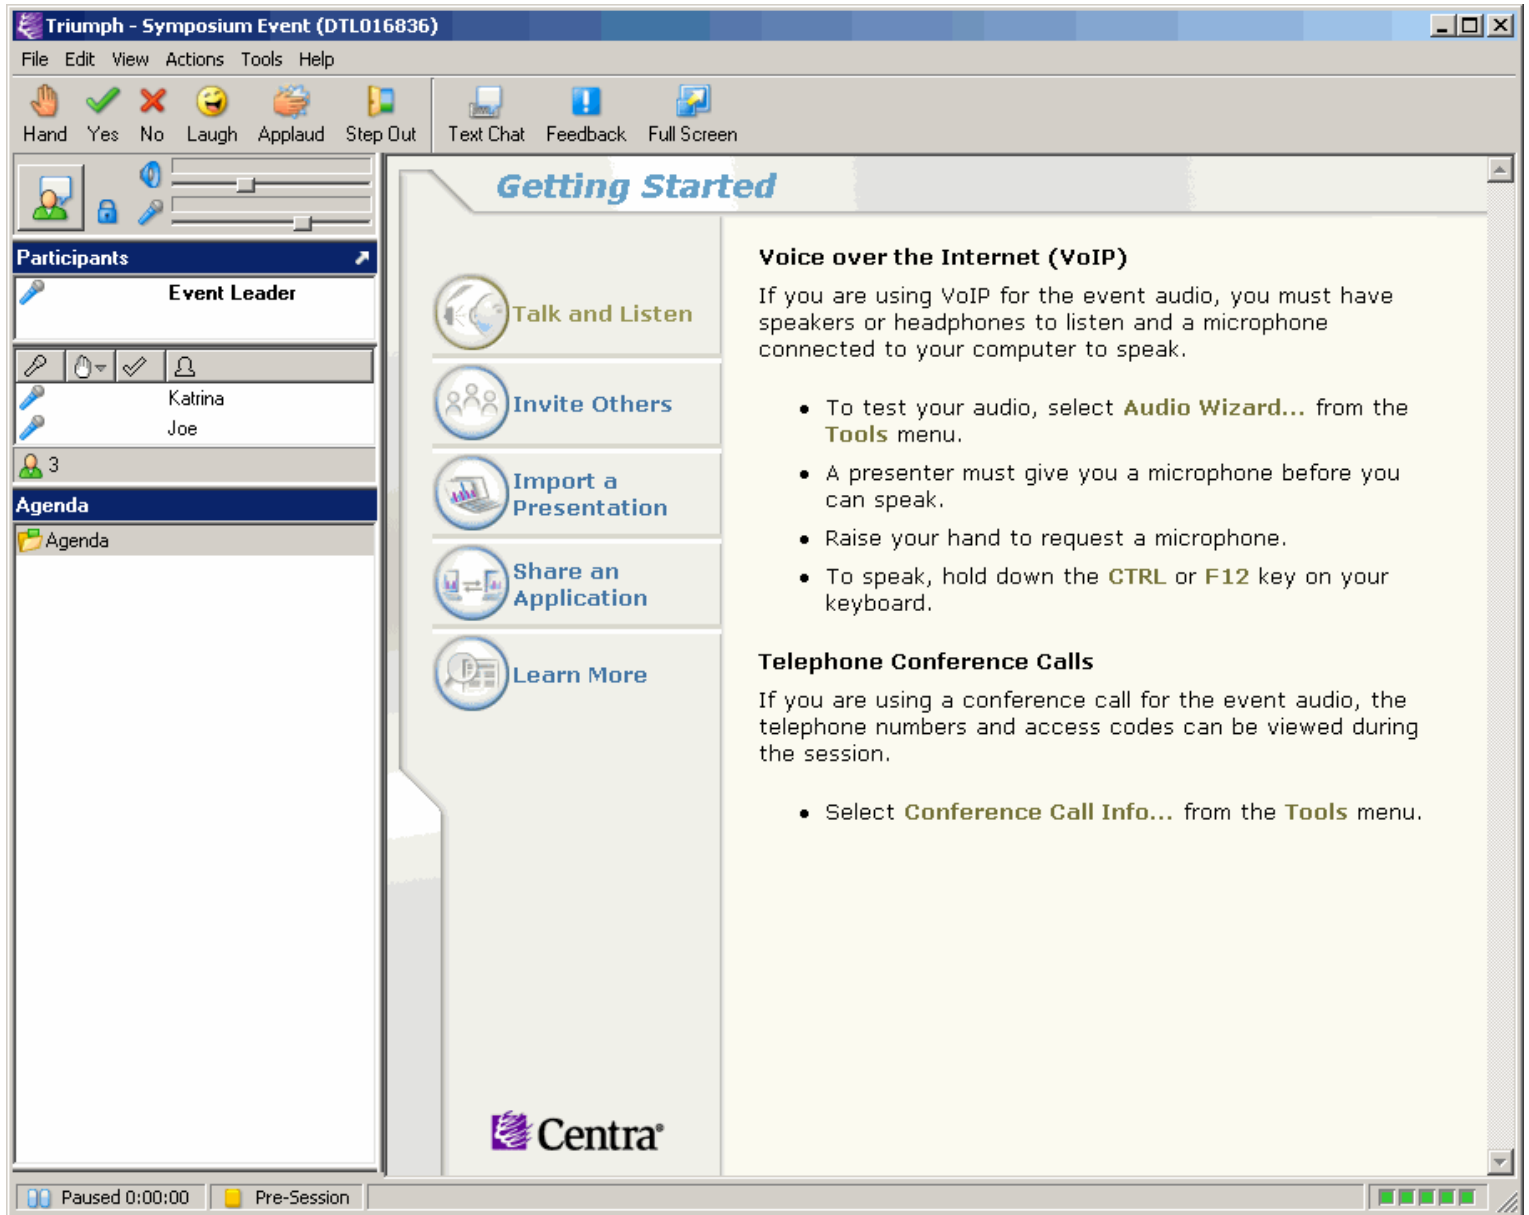 Triumph - Symposium Event (DTL016836)
File Edit View Actions Tools Help
Hand Yes No Laugh Applaud Step Out Text Chat Feedback Full Screen
Getting Started
Participants
Event Leader
Katrina
Joe
3
Agenda
Agenda
Talk and Listen
Invite Others
Import a
Presentation
Share an
Application
Learn More
Centra®
Voice over the Internet (VoIP)
If you are using VoIP for the event audio, you must have
speakers or headphones to listen and a microphone
connected to your computer to speak.
• To test your audio, select Audio Wizard... from the
Tools menu.
• A presenter must give you a microphone before you
can speak.
• Raise your hand to request a microphone.
• To speak, hold down the CTRL or F12 key on your
keyboard.
Telephone Conference Calls
If you are using a conference call for the event audio, the
telephone numbers and access codes can be viewed during
the session.
• Select Conference Call Info... from the Tools menu.
Paused 0:00:00 Pre-Session